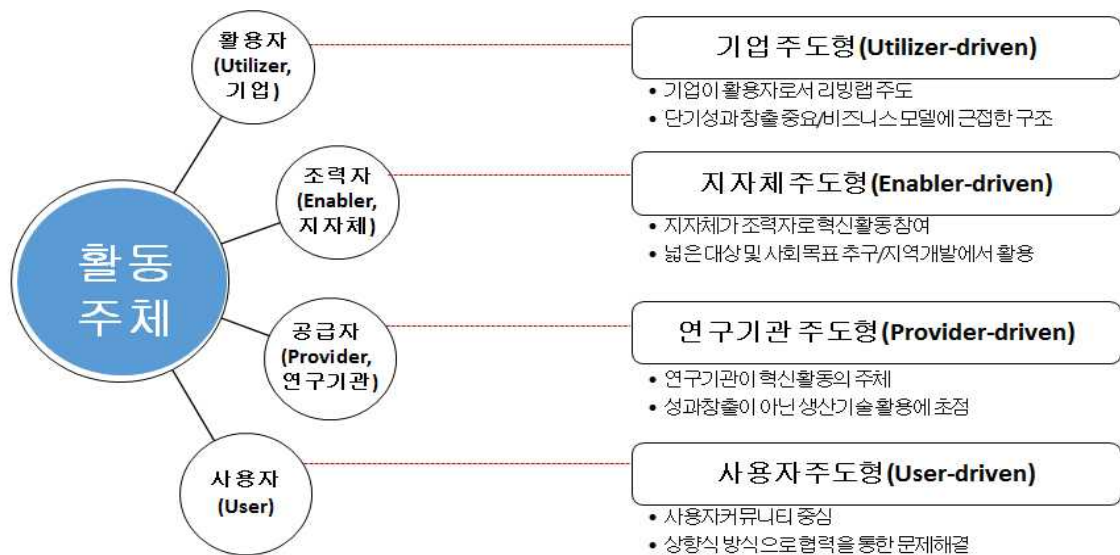 활동
주체
활용자
(Utilizer,
기업)
기업 주도형(Utilizer-driven)
• 기업이 활용자로서 리빙랩 주도
• 단기성과 창출 중요/비즈니스 모델에 근접한 구조
조력자
(Enabler,
지자체)
지자체 주도형(Enabler-driven)
• 지자체가 조력자로 혁신활동 참여
• 넓은 대상 및 사회 목표 추구/지역개발에서 활용
공급자
(Provider,
연구기관)
연구기관 주도형(Provider-driven)
• 연구기관이 혁신활동의 주체
• 성과창출이 아닌 생산기술 활용에 초점
사용자
(User)
사용자 주도형(User-driven)
• 사용자커뮤니티 중심
• 상향식 방식으로 협력을 통한 문제해결